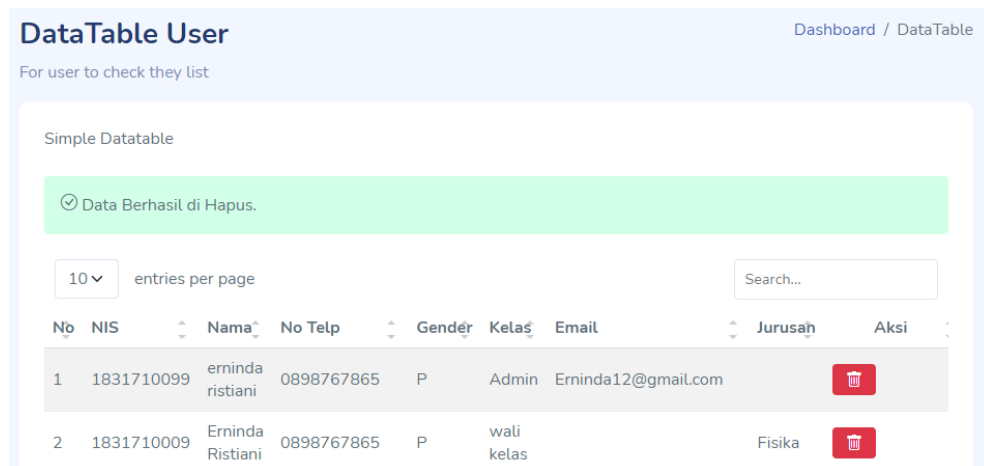 DataTable User
Dashboard / DataTable
For user to check they list
Simple Datatable
Data Berhasil di Hapus.
10 entries per page
Search...
No NIS Nama No Telp Gender Kelas Email Jurusan Aksi
1 1831710099 erninda ristiani 0898767865 P Admin Erninda12@gmail.com
2 1831710009 Erninda Ristiani 0898767865 P wali kelas Fisika